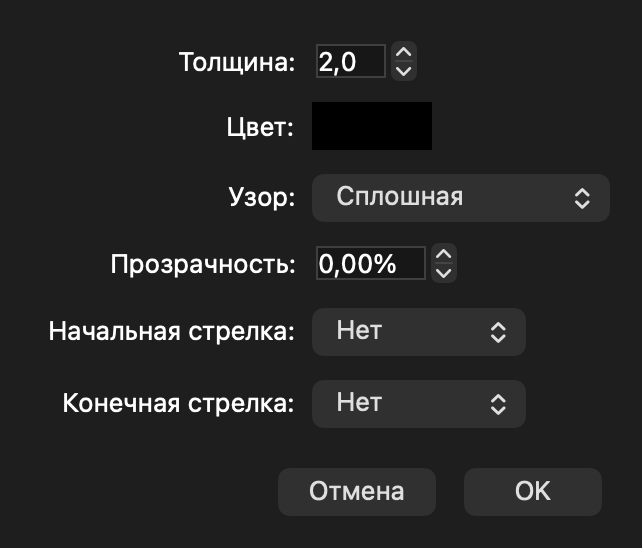 Толщина: 2,0
Цвет:
Узор: Сплошная
Прозрачность: 0,00%
Начальная стрелка: Нет
Конечная стрелка: Нет
Отмена OK